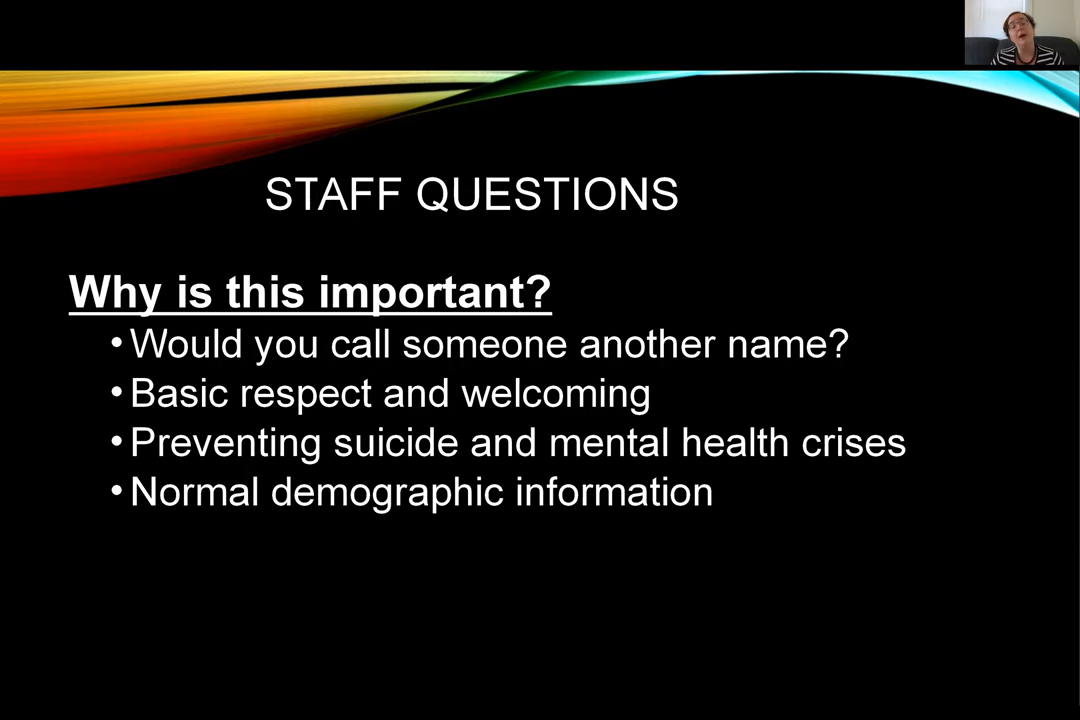 STAFF QUESTIONS
Why is this important?
•Would you call someone another name?
•Basic respect and welcoming
•Preventing suicide and mental health crises
•Normal demographic information